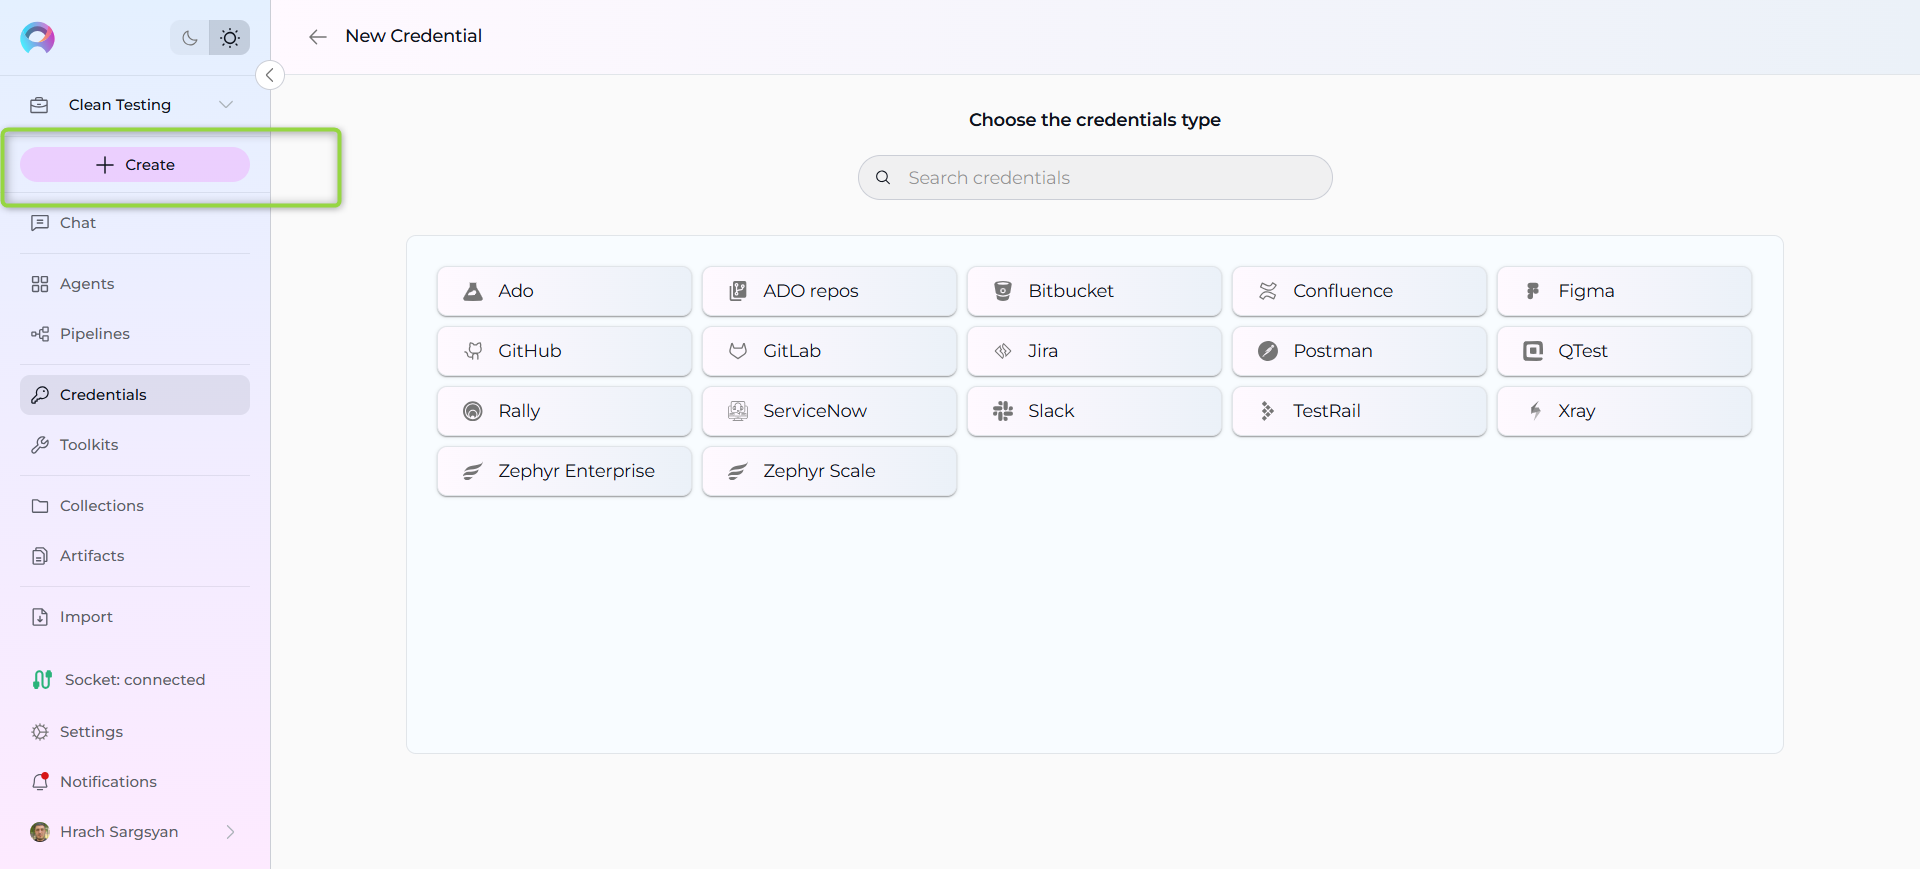 New Credential
Clean Testing
Create
Chat
Agents
Pipelines
Credentials
Toolkits
Collections
Artifacts
Import
Socket: connected
Settings
Notifications
Hrach Sargsyan
Choose the credentials type
Search credentials
Ado
ADO repos
Bitbucket
Confluence
Figma
GitHub
GitLab
Jira
Postman
QTest
Rally
ServiceNow
Slack
TestRail
Xray
Zephyr Enterprise
Zephyr Scale